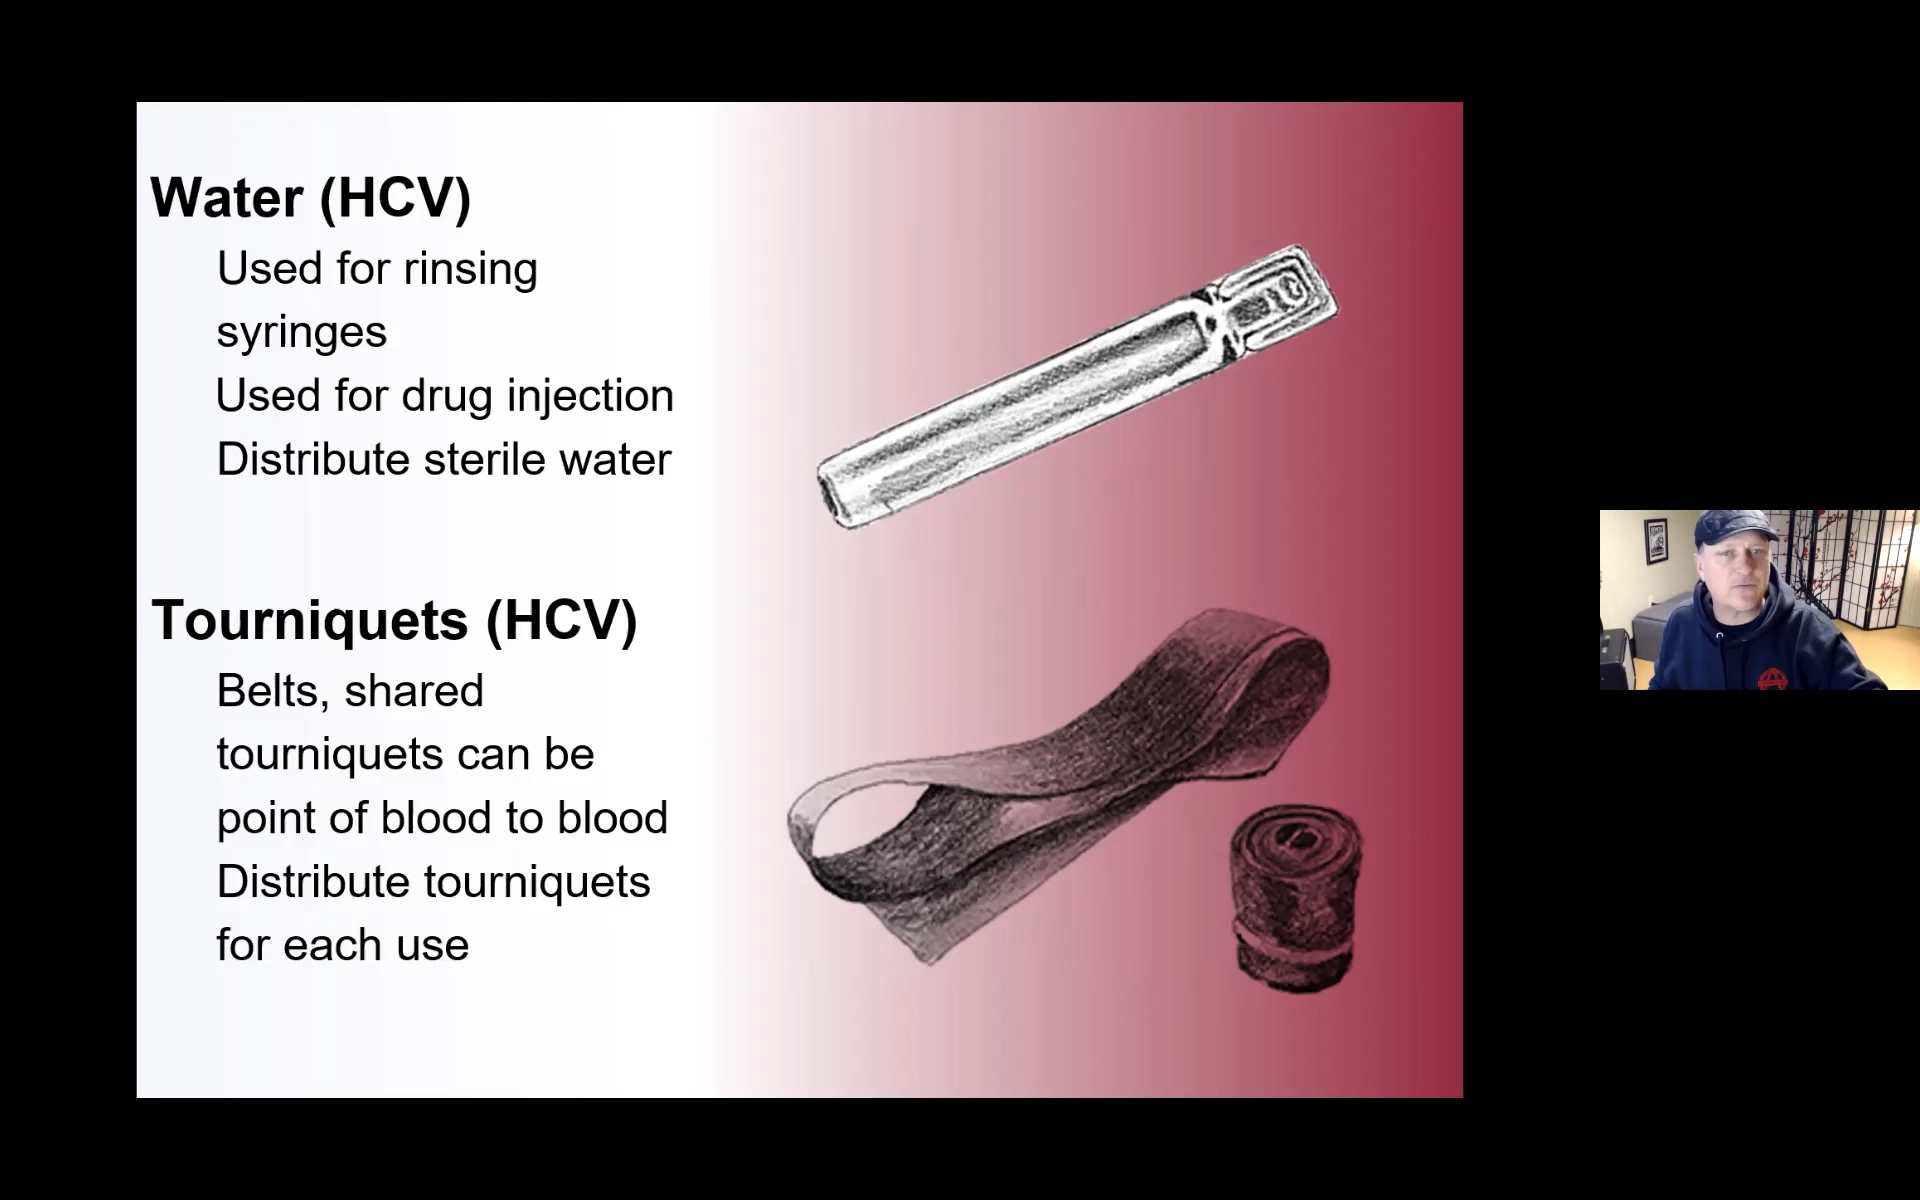 Water (HCV)
Used for rinsing
syringes
Used for drug injection
Distribute sterile water
Tourniquets (HCV)
Belts, shared
tourniquets can be
point of blood to blood
Distribute tourniquets
for each use